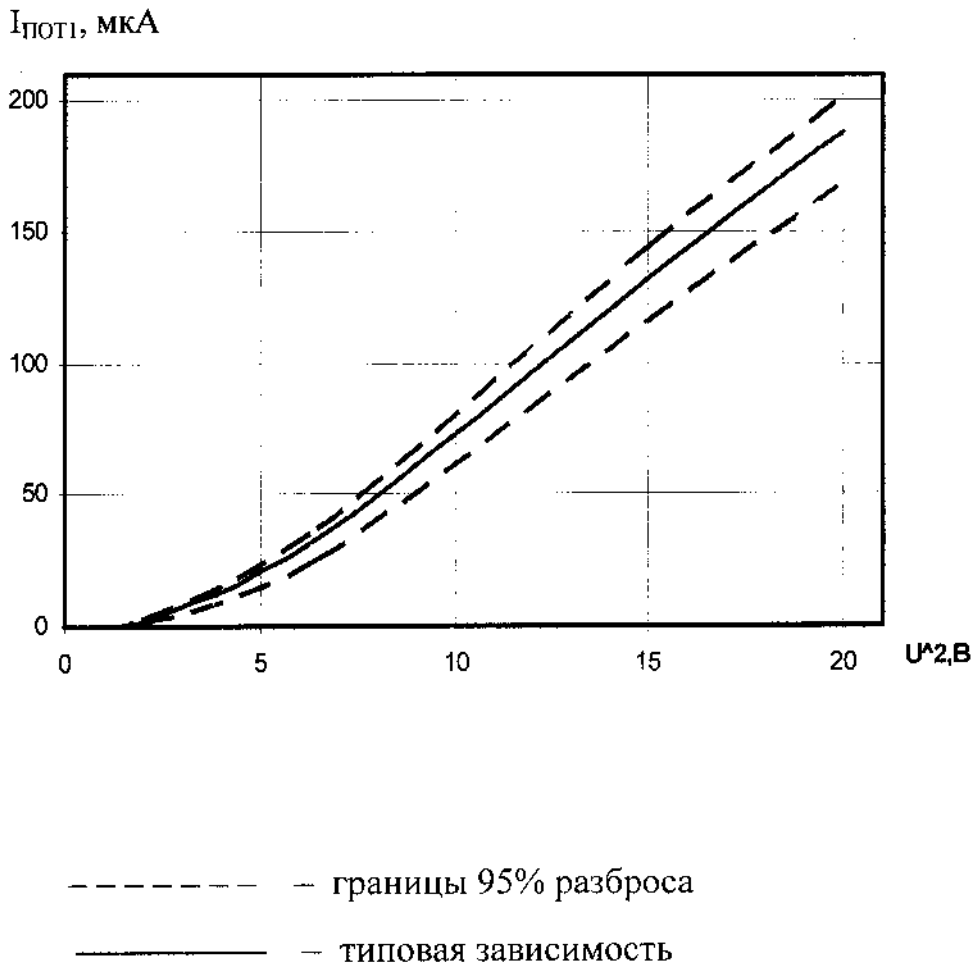 IПОТ1, мкА
200
150
100
50
0
0 5 10 15 20 U^2,В
– границы 95% разброса
– типовая зависимость